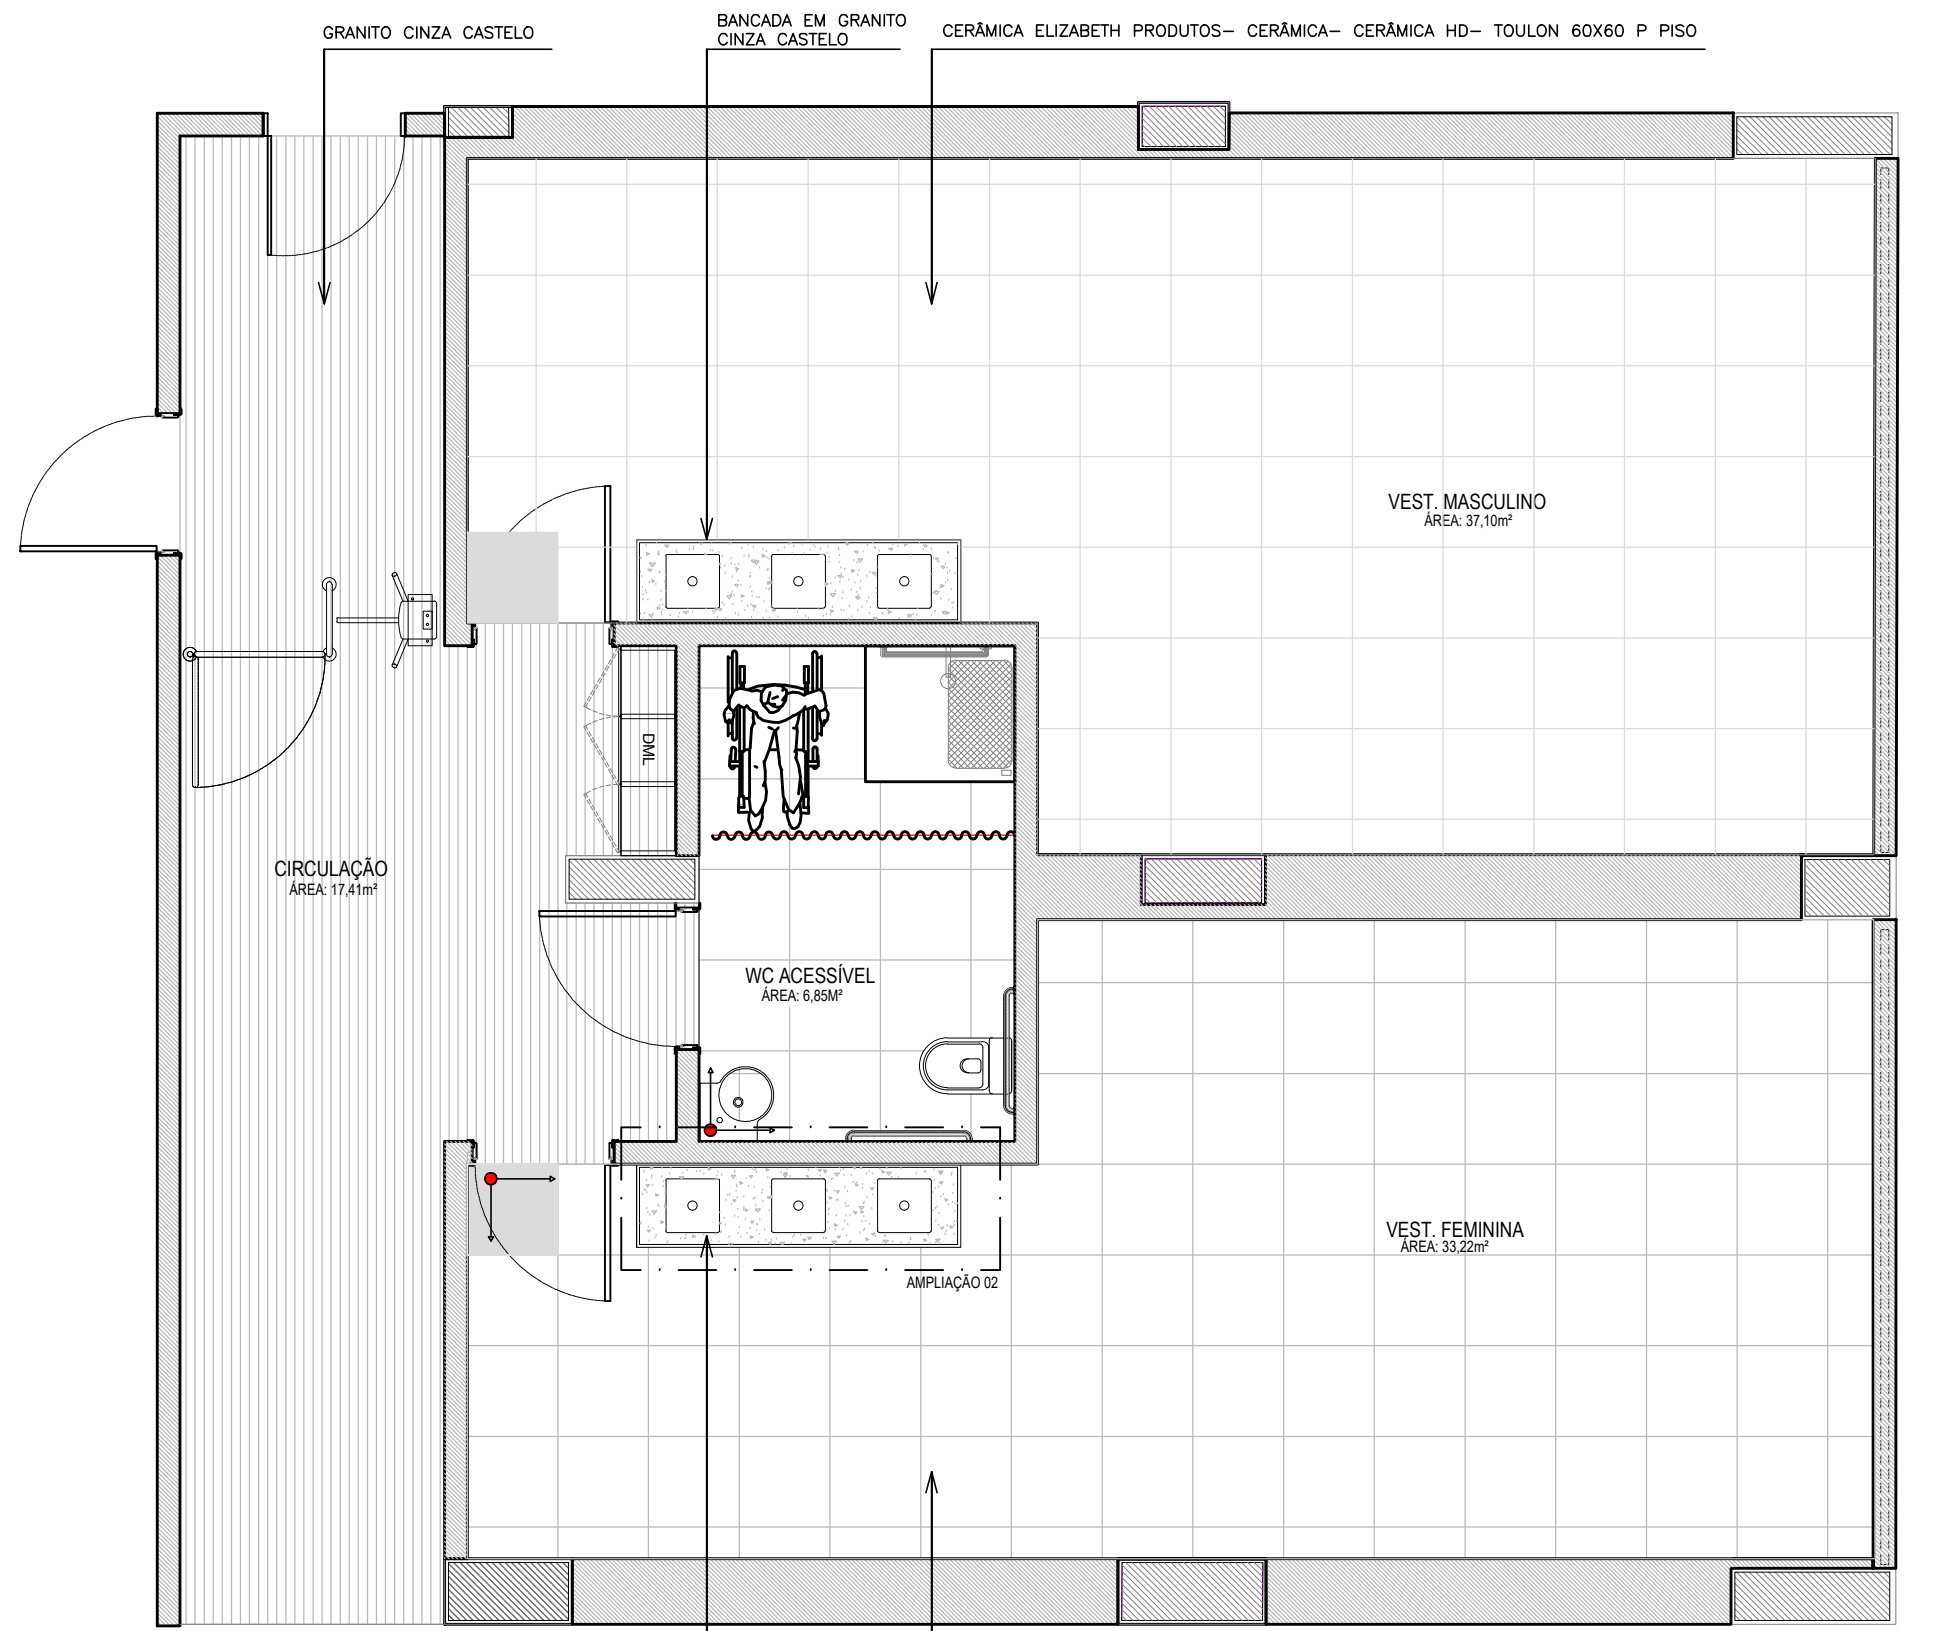 GRANITO CINZA CASTELO
BANCADA EM GRANITO
CINZA CASTELO
CERÂMICA ELIZABETH PRODUTOS– CERÂMICA– CERÂMICA HD– TOULON 60X60 P PISO
VEST. MASCULINO
ÁREA: 37,10m²
DML
CIRCULAÇÃO
ÁREA: 17,41m²
WC ACESSÍVEL
ÁREA: 6,85M²
VEST. FEMININA
ÁREA: 33,22m²
AMPLIAÇÃO 02